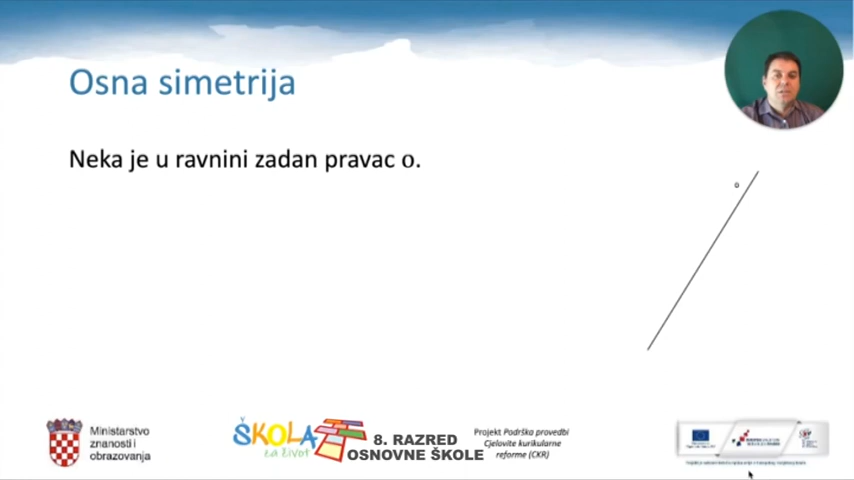 Osna simetrija
Neka je u ravnini zadan pravac o.
o
Ministarstvo
znanosti i
obrazovanja
ŠKOLA
za život
8. RAZRED
OSNOVNE ŠKOLE
Projekt Podrška provedbi
Cjelovite kurikularne
reforme (CKR)